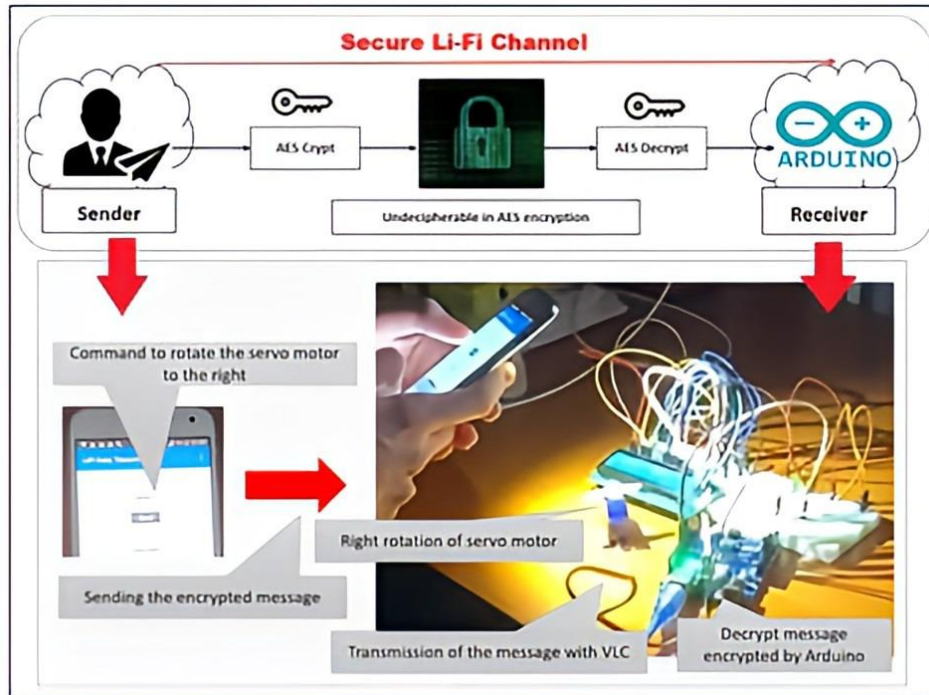 Secure Li-Fi Channel
AES Crypt
AES Decrypt
ARDUINO
Sender
Undecipherable in AES encryption
Receiver
Command to rotate the servo motor
to the right
Right rotation of servo motor
Sending the encrypted message
Transmission of the message with VLC
Decrypt message
encrypted by Arduino